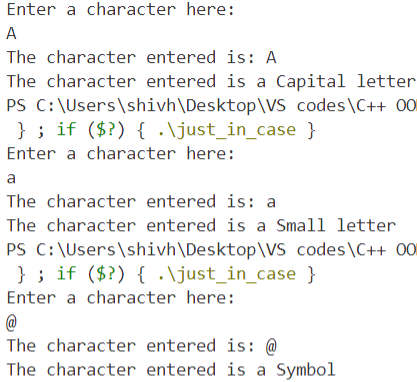 Enter a character here:
A
The character entered is: A
The character entered is a Capital letter
PS C:\Users\shivh\Desktop\VS codes\C++ OO
} ; if ($?) { .\just_in_case }
Enter a character here:
a
The character entered is: a
The character entered is a Small letter
PS C:\Users\shivh\Desktop\VS codes\C++ OO
} ; if ($?) { .\just_in_case }
Enter a character here:
@
The character entered is: @
The character entered is a Symbol